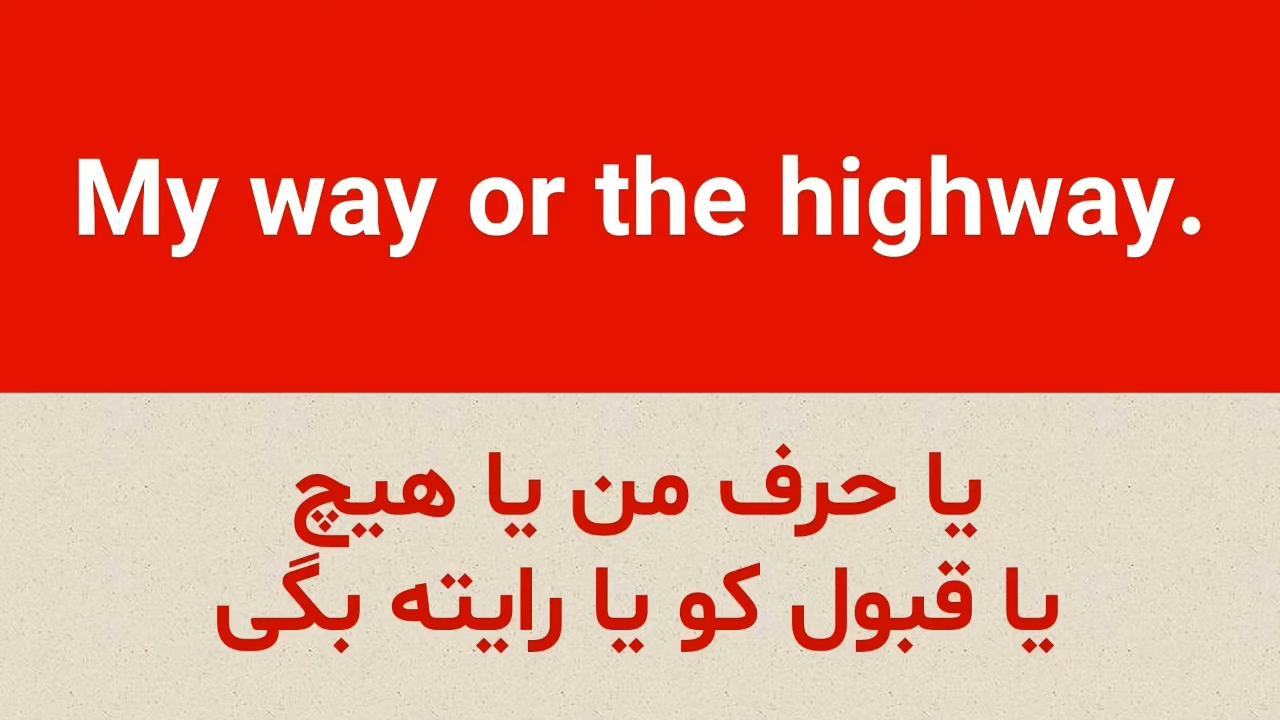 My way or the highway.
یا حرف من یا هیچ
یا قبول کو یا رایته بگی